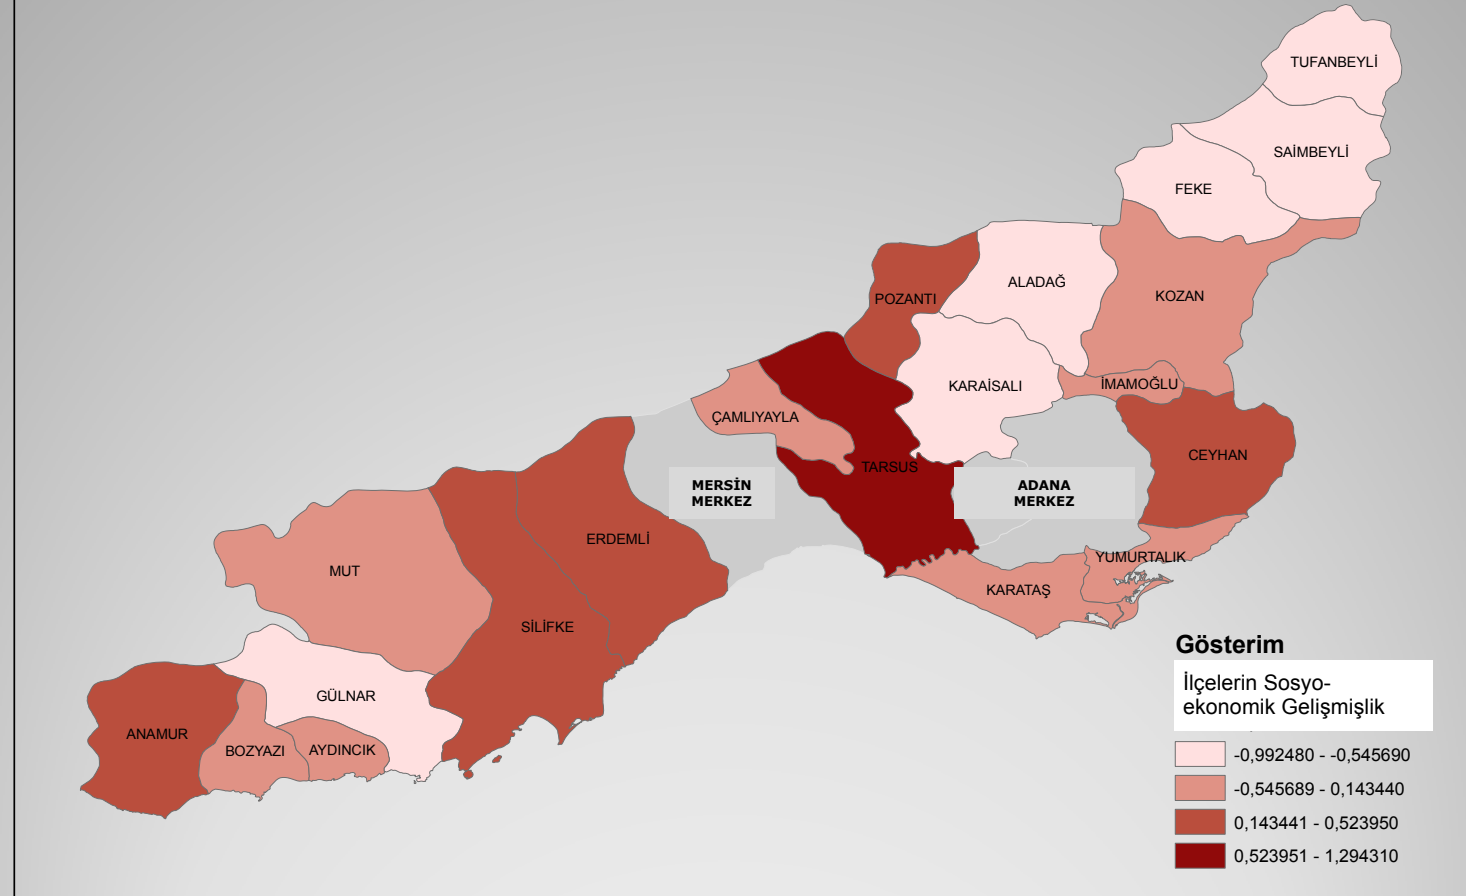 TUFANBEYLİ
SAİMBEYLİ
FEKE
ALADAĞ
KOZAN
POZANTI
KARAİSALI
İMAMOĞLU
ÇAMLIYAYLA
CEYHAN
TARSUS
MERSİN
MERKEZ
ADANA
MERKEZ
ERDEMLİ
YUMURTALIK
MUT
KARATAŞ
SİLİFKE
GÜLNAR
ANAMUR
BOZYAZI
AYDINCIK
Gösterim
İlçelerin Sosyo-
ekonomik Gelişmişlik
-0,992480 - -0,545690
-0,545689 - 0,143440
0,143441 - 0,523950
0,523951 - 1,294310